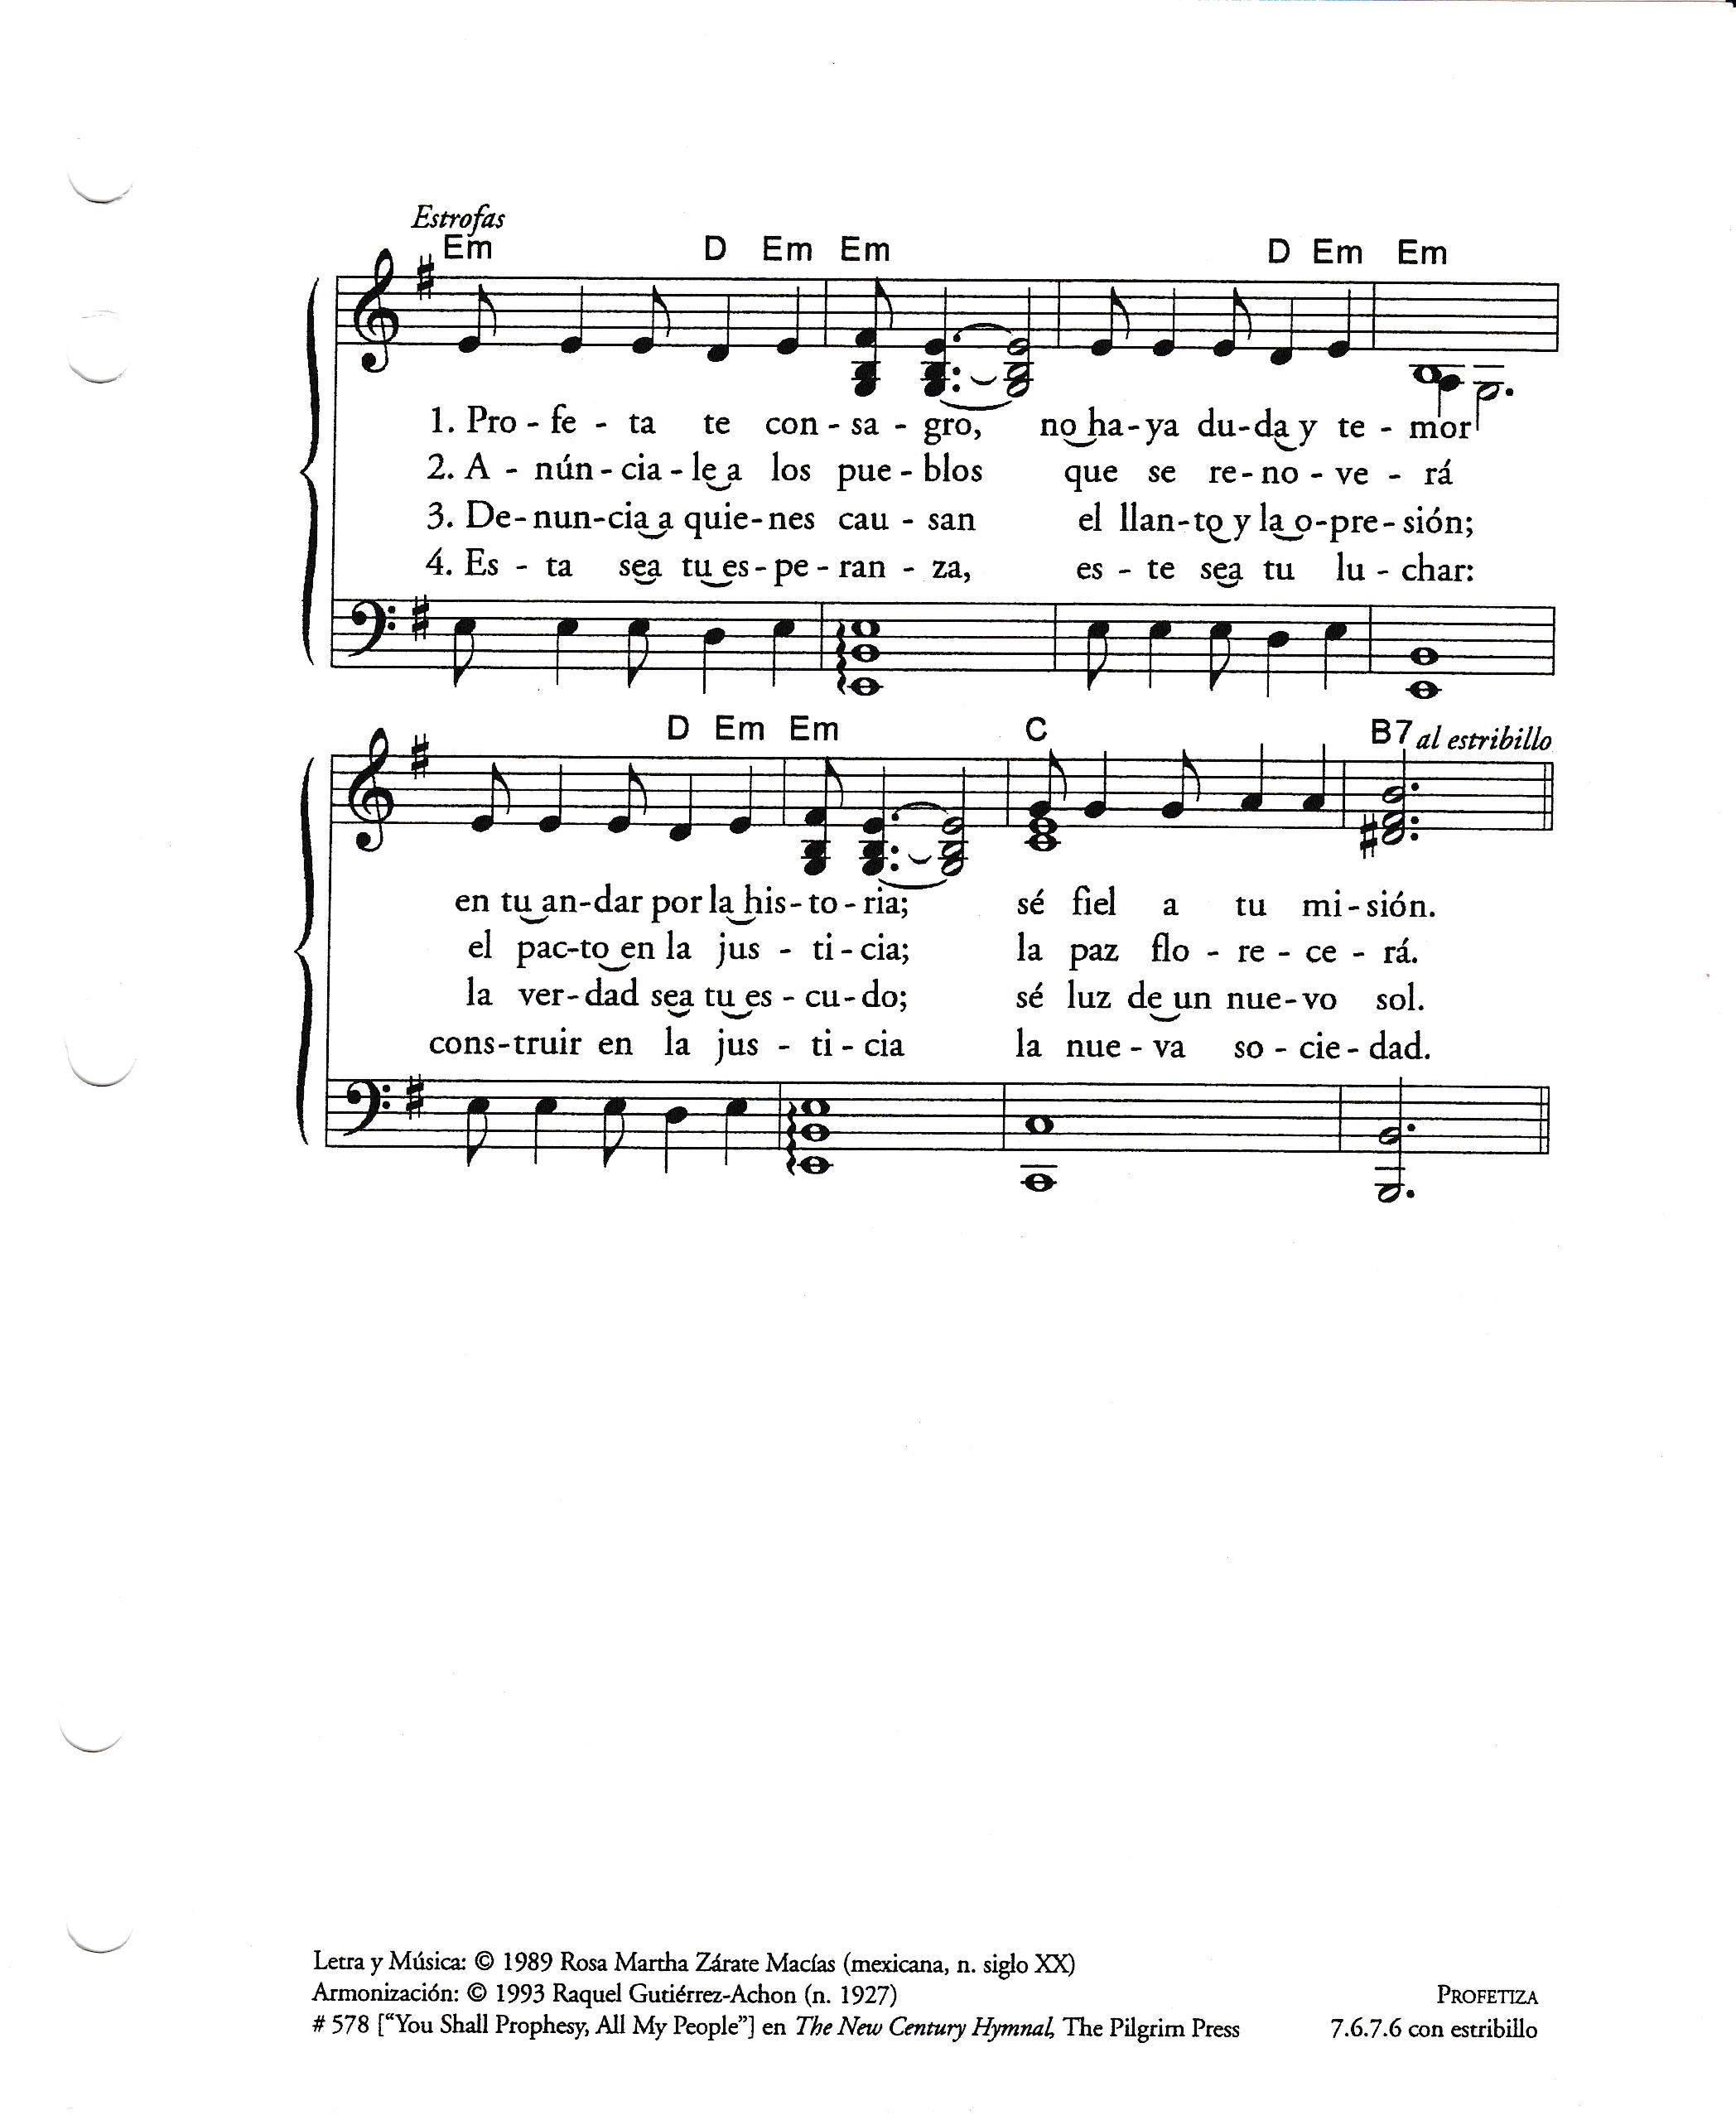 Estrofas
Em D Em Em D Em Em
1. Pro - fe - ta te con - sa - gro, no ha - ya du - da y te - mor
2. A - nún - cia - le a los pue - blos que se re - no - ve - rá
3. De - nun - cia a quie - nes cau - san el llan - to y la o - pre - sión;
4. Es - ta sea tu es - pe - ran - za, es - te sea tu lu - char:
D Em Em C B7 al estribillo
en tu an - dar por la his - to - ria; sé fiel a tu mi - sión.
el pac - to en la jus - ti - cia; la paz flo - re - ce - rá.
la ver - dad sea tu es - cu - do; sé luz de un nue - vo sol.
cons - truir en la jus - ti - cia la nue - va so - cie - dad.
Letra y Música: © 1989 Rosa Martha Zárate Macías (mexicana, n. siglo XX)
Armonización: © 1993 Raquel Gutiérrez-Achon (n. 1927) PROFETIZA
# 578 [“You Shall Prophesy, All My People”] en The New Century Hymnal, The Pilgrim Press 7.6.7.6 con estribillo